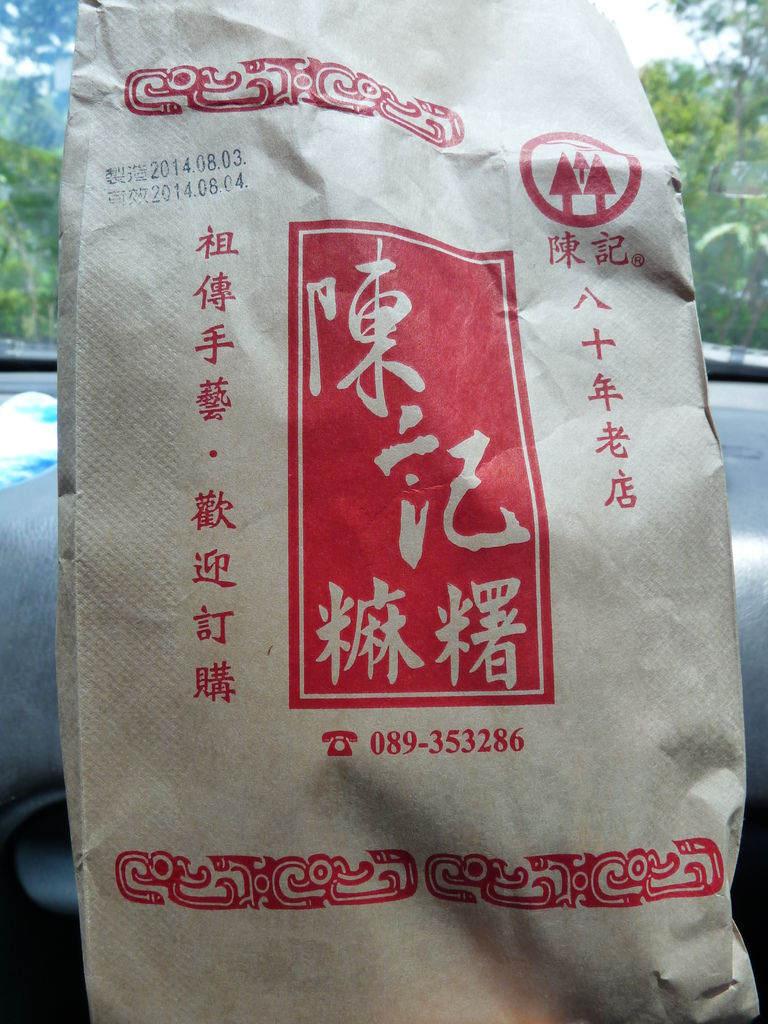 製造2014.08.03.
有效2014.08.04.
陳記®
八十年老店
陳記
糍糬
祖傳手藝・歡迎訂購
☎ 089-353286